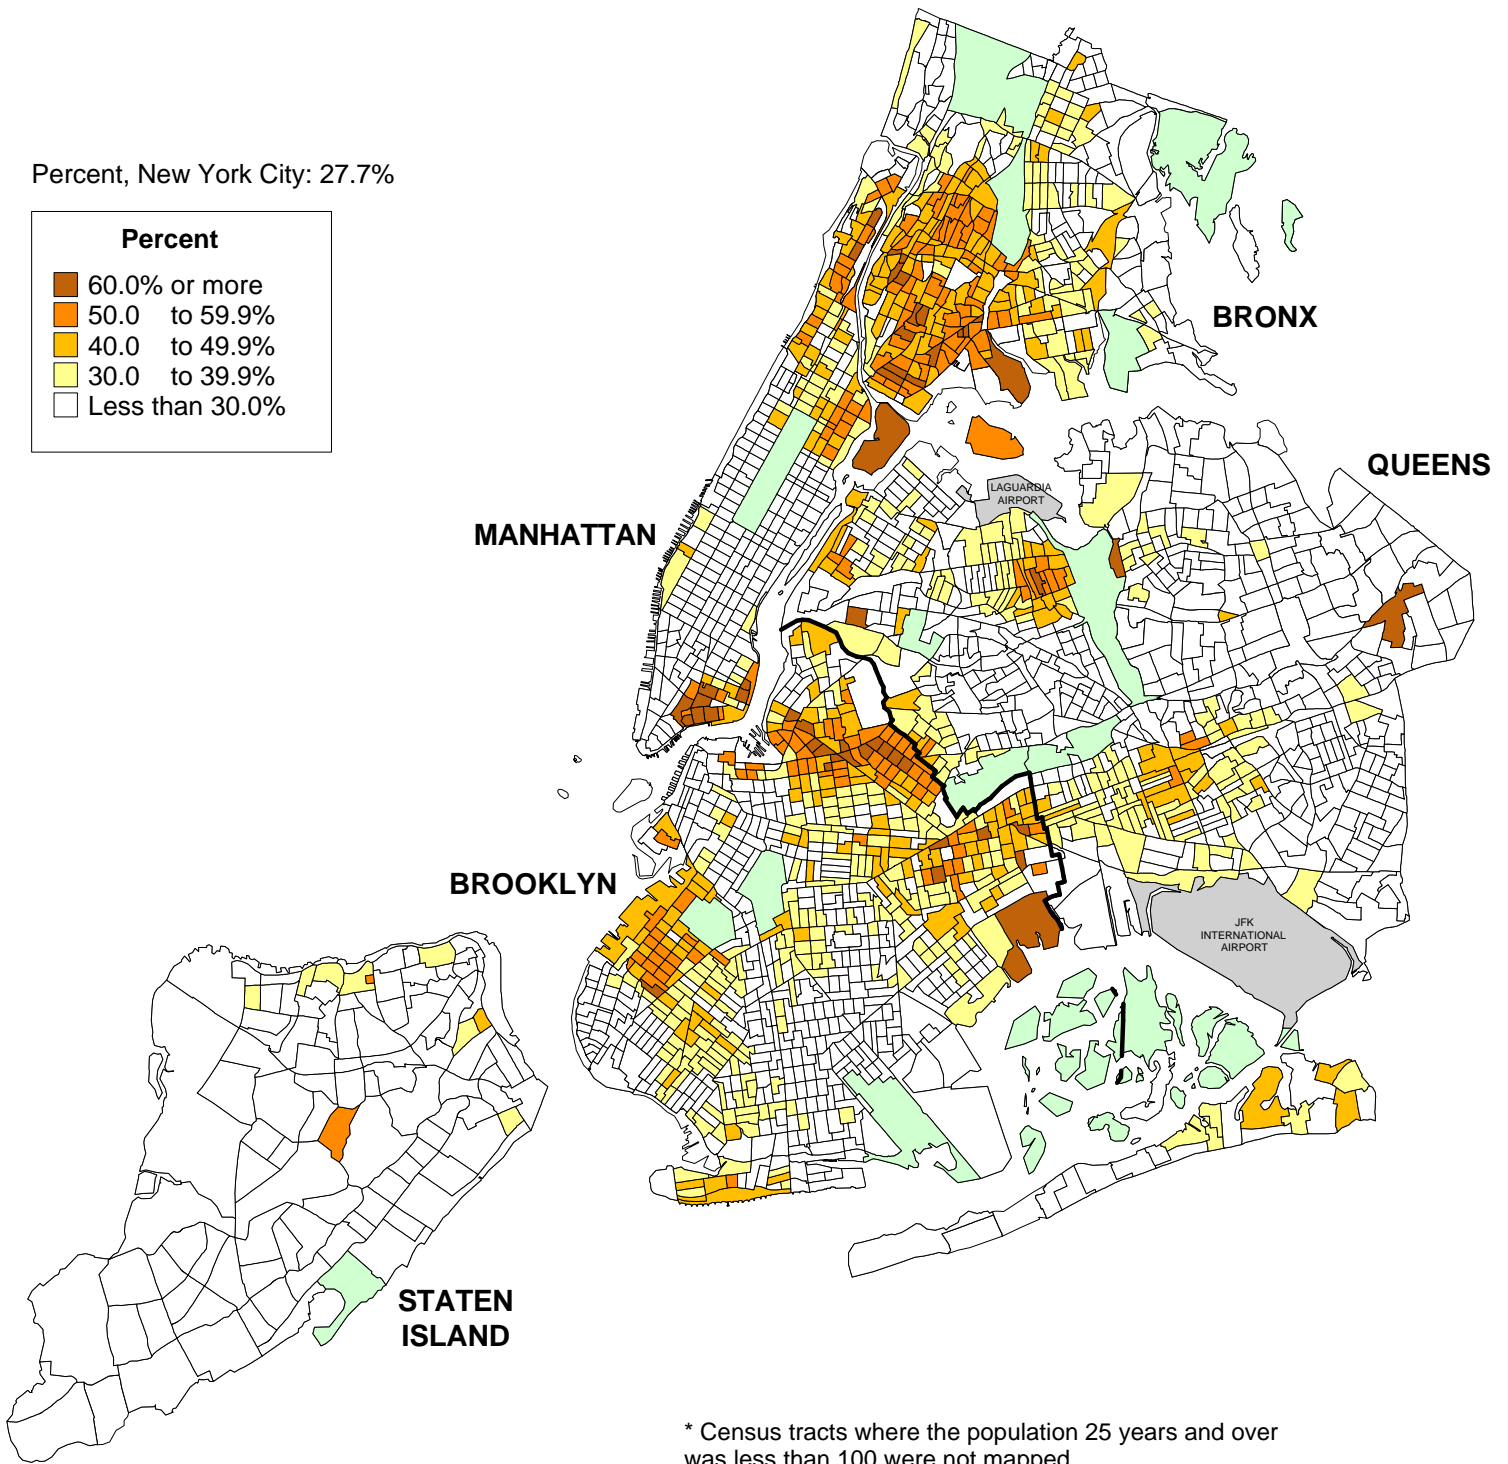 Percent, New York City: 27.7%
Percent
60.0% or more
50.0 to 59.9%
40.0 to 49.9%
30.0 to 39.9%
Less than 30.0%
BRONX
QUEENS
LAGUARDIA
AIRPORT
MANHATTAN
BROOKLYN
JFK
INTERNATIONAL
AIRPORT
STATEN
ISLAND
* Census tracts where the population 25 years and over
was less than 100 were not mapped